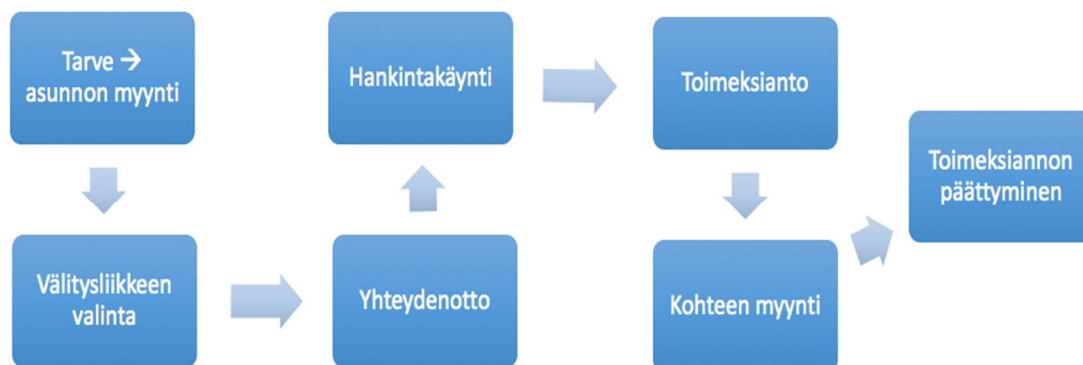 Tarve →
asunnon myynti
Välitysliikkeen
valinta
Yhteydenotto
Hankintakäynti
Toimeksianto
Kohteen myynti
Toimeksiannon
päättyminen